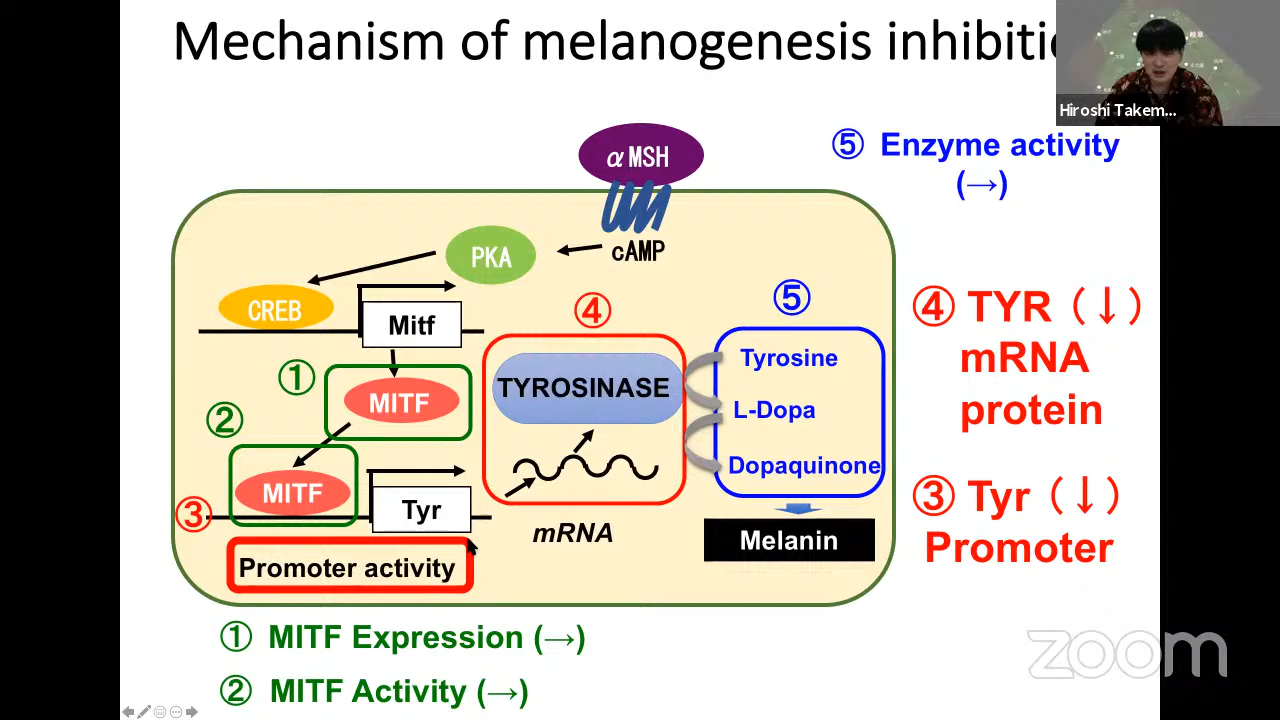 Mechanism of melanogenesis inhibitio
Hiroshi Takem...
αMSH
⑤ Enzyme activity
(→)
cAMP
PKA
CREB
Mitf
④
⑤
④ TYR (↓)
mRNA
protein
①
MITF
TYROSINASE
Tyrosine
L-Dopa
Dopaquinone
②
MITF
③
Tyr
mRNA
Melanin
③ Tyr (↓)
Promoter
Promoter activity
① MITF Expression (→)
② MITF Activity (→)
zoom